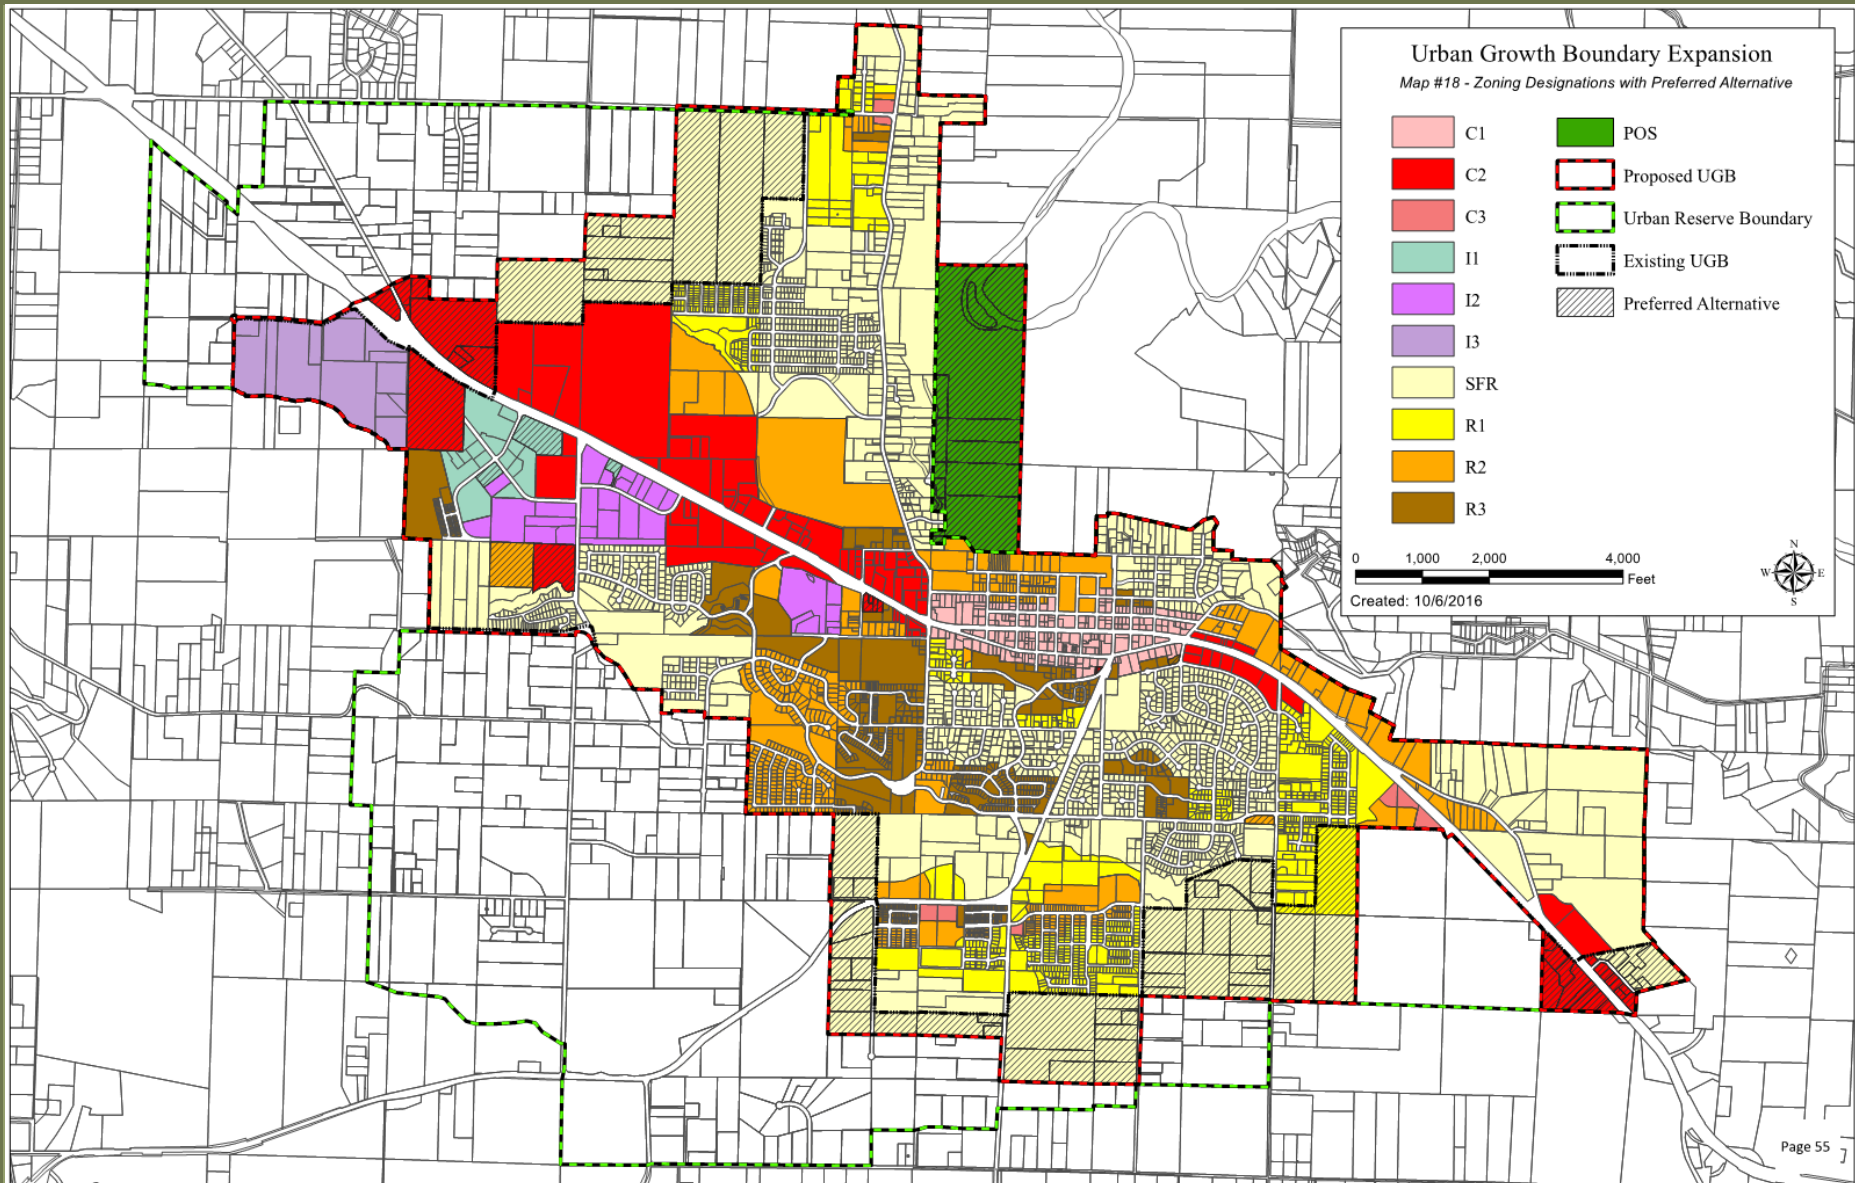 Urban Growth Boundary Expansion
Map #18 - Zoning Designations with Preferred Alternative
C1
C2
C3
I1
I2
I3
SFR
R1
R2
R3
POS
Proposed UGB
Urban Reserve Boundary
Existing UGB
Preferred Alternative
0 1,000 2,000 4,000
Feet
Created: 10/6/2016
N
W E
S
Page 55